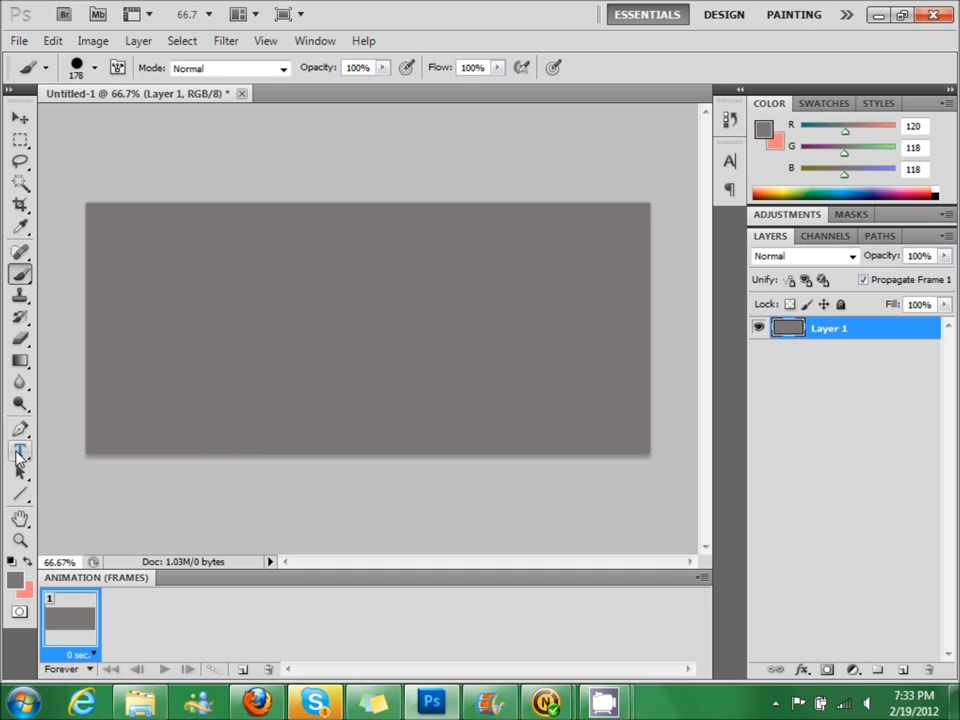 Ps Br Mb 66.7 ESSENTIALS DESIGN PAINTING
File Edit Image Layer Select Filter View Window Help
178 Mode: Normal Opacity: 100% Flow: 100%
Untitled-1 @ 66.7% (Layer 1, RGB/8) *
COLOR SWATCHES STYLES
R 120
G 118
B 118
A
ADJUSTMENTS MASKS
LAYERS CHANNELS PATHS
Normal Opacity: 100%
Unify: Propagate Frame 1
Lock: Fill: 100%
Layer 1
T
66.67% Doc: 1.03M/0 bytes
ANIMATION (FRAMES)
1
0 sec.
Forever
fx.
Ps
7:33 PM
2/19/2012